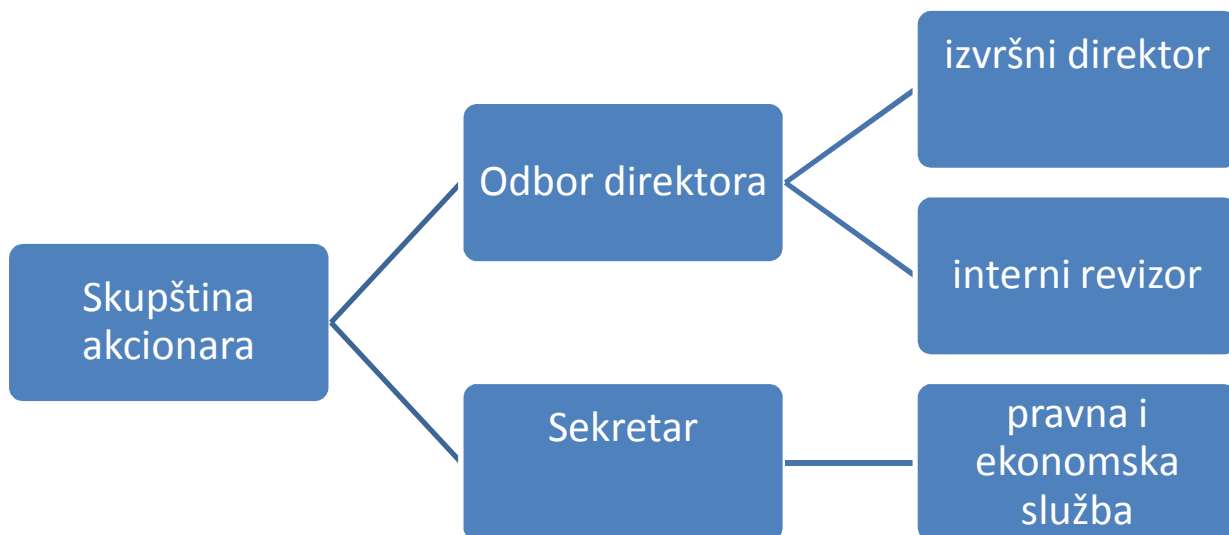 Skupština
akcionara
Odbor direktora
izvršni direktor
interni revizor
Sekretar
pravna i
ekonomska
služba